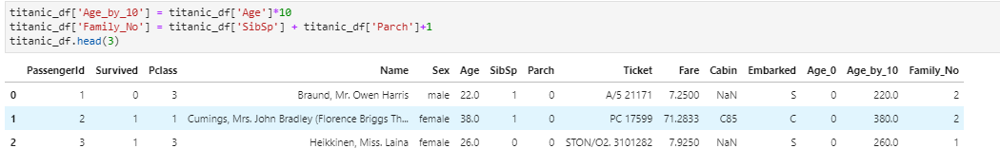 titanic_df['Age_by_10'] = titanic_df['Age']*10
titanic_df['Family_No'] = titanic_df['SibSp'] + titanic_df['Parch']+1
titanic_df.head(3)
PassengerId Survived Pclass Name Sex Age SibSp Parch Ticket Fare Cabin Embarked Age_0 Age_by_10 Family_No
0 1 0 3 Braund, Mr. Owen Harris male 22.0 1 0 A/5 21171 7.2500 NaN S 0 220.0 2
1 2 1 1 Cumings, Mrs. John Bradley (Florence Briggs Th... female 38.0 1 0 PC 17599 71.2833 C85 C 0 380.0 2
2 3 1 3 Heikkinen, Miss. Laina female 26.0 0 0 STON/O2. 3101282 7.9250 NaN S 0 260.0 1